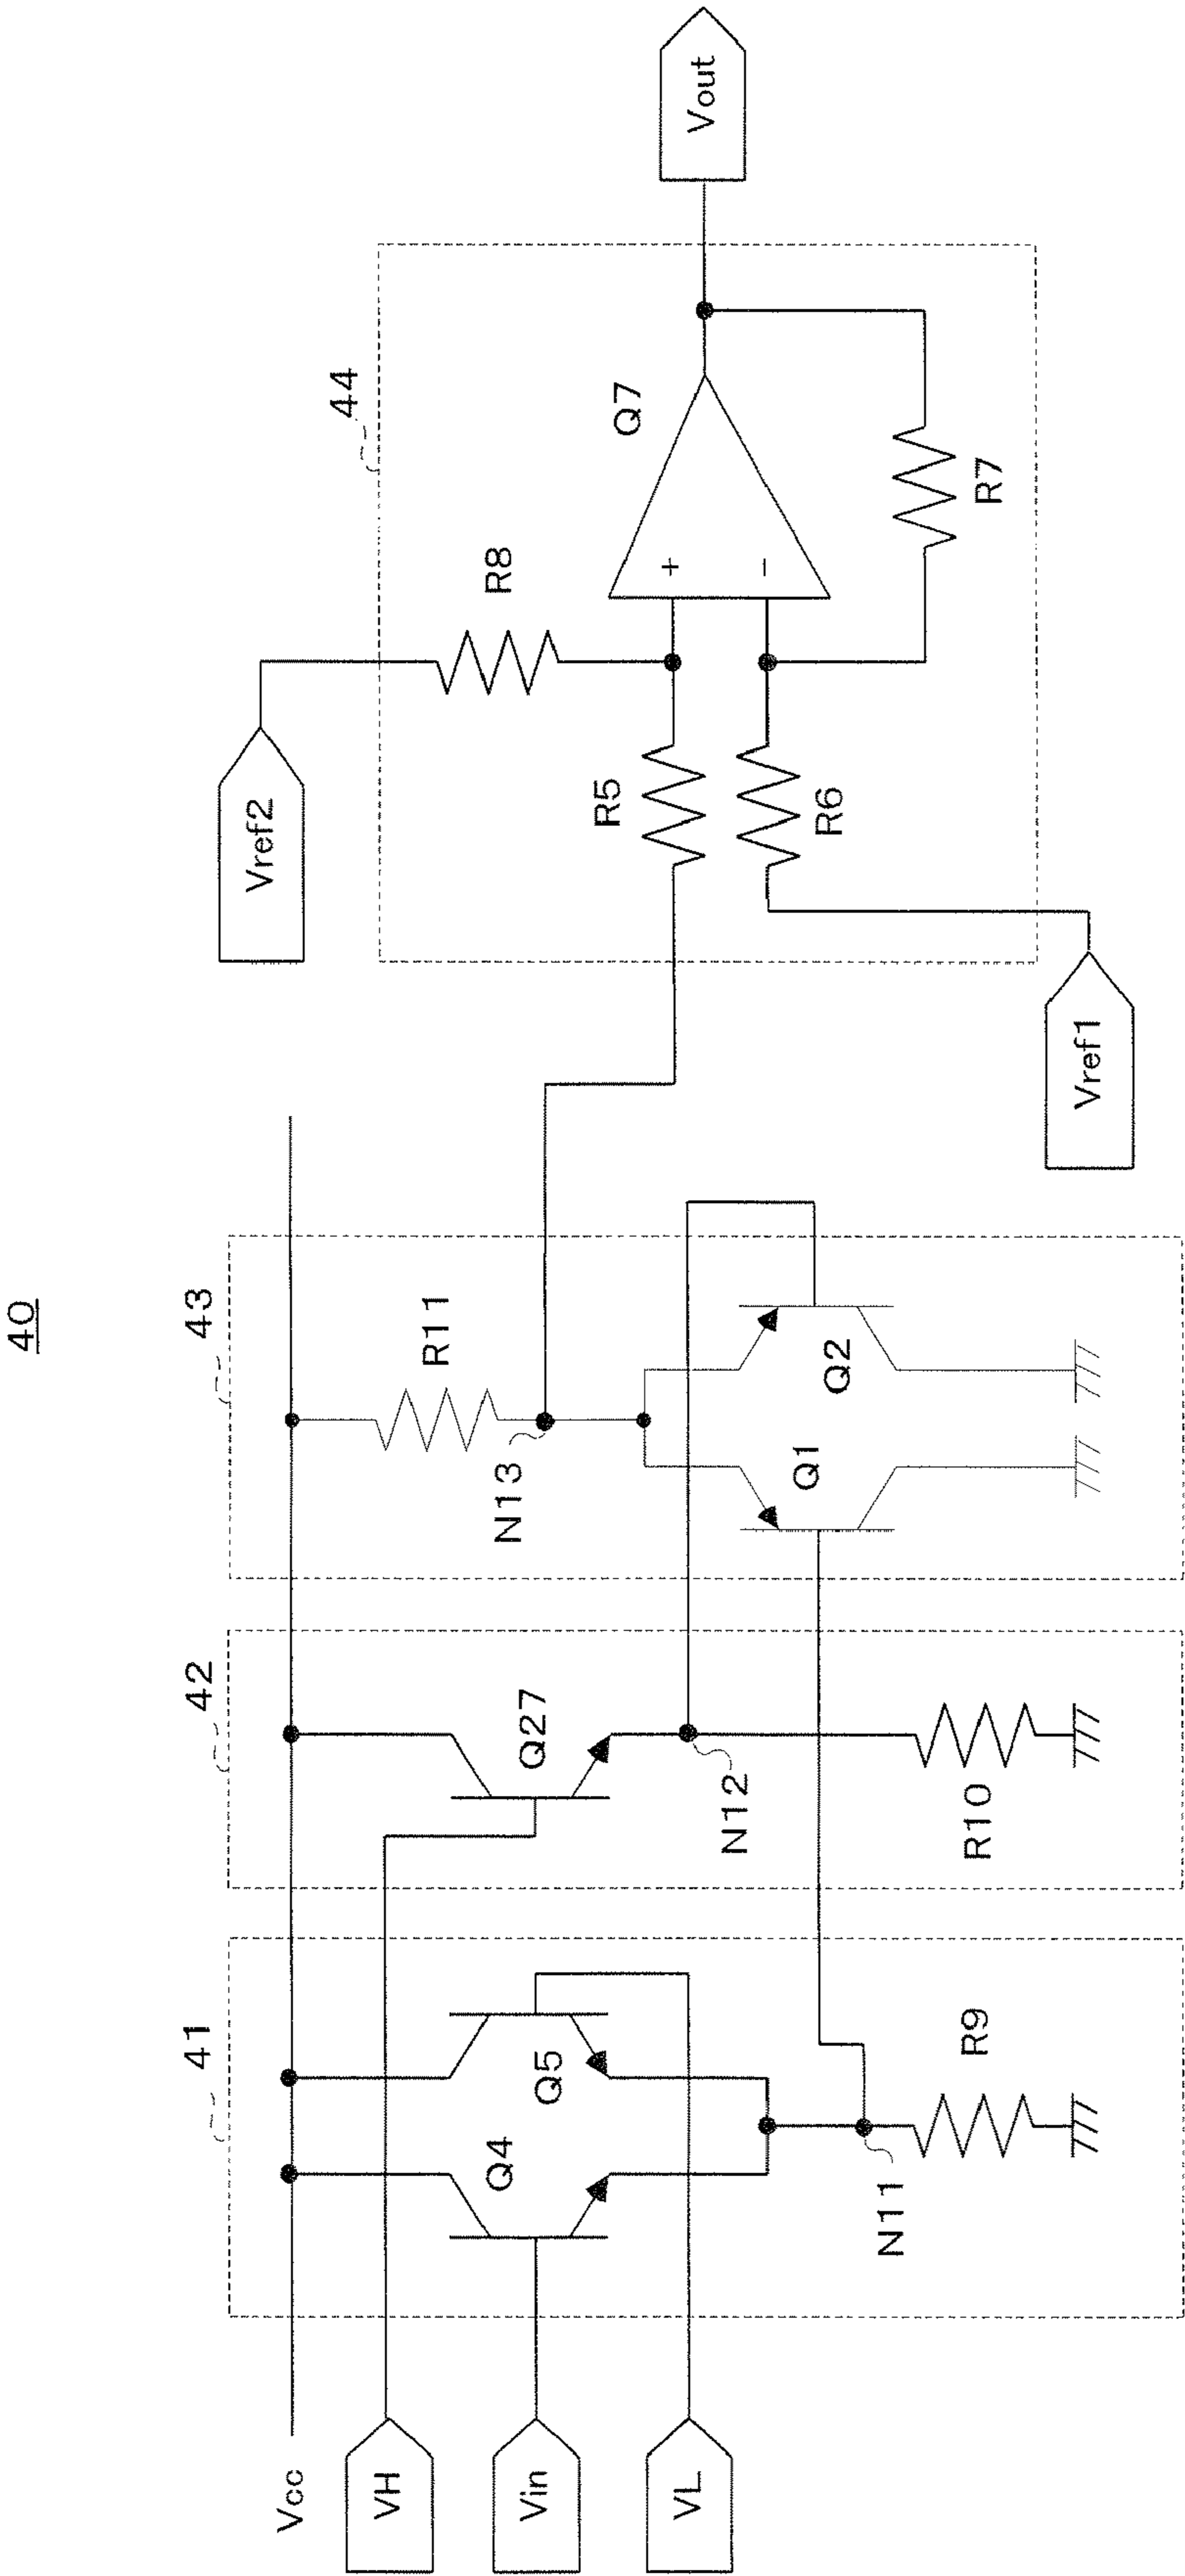 40
41
42
43
44
Vcc
VH
Vin
VL
Q4
Q5
N11
R9
Q27
N12
R10
R11
N13
Q1
Q2
Vref2
Vref1
R8
R5
R6
Q7
+
−
R7
Vout